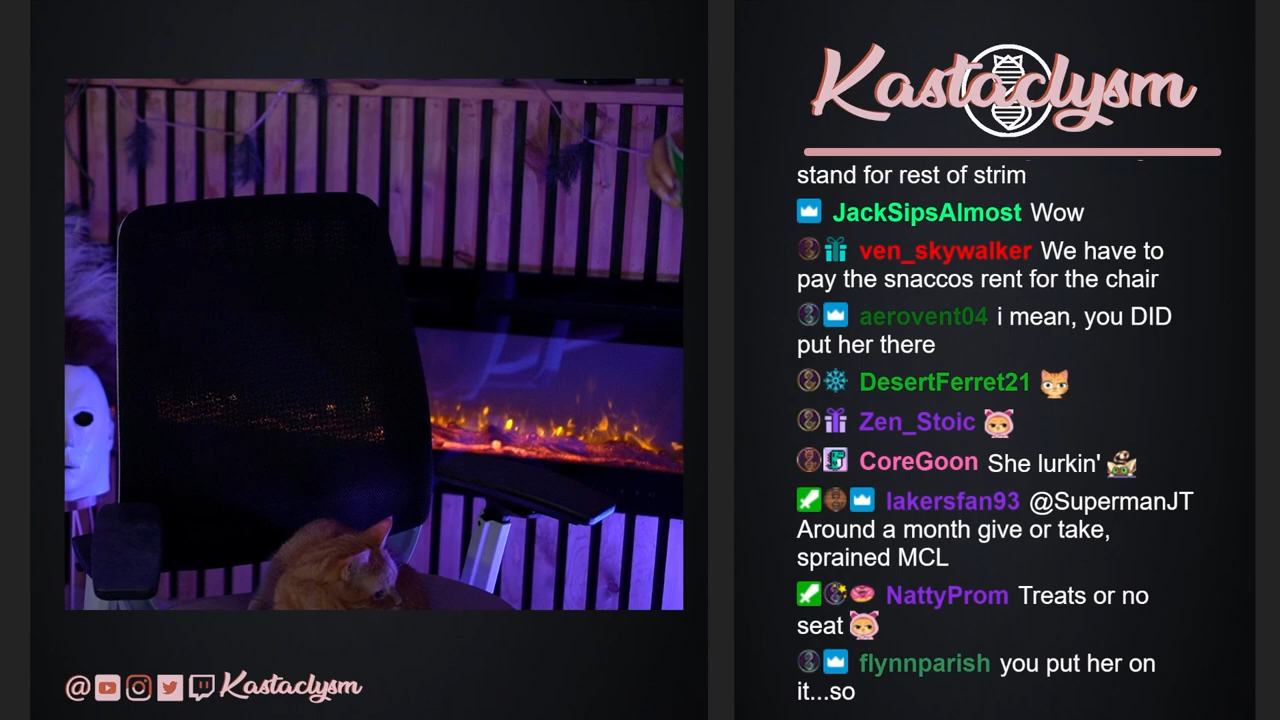 Kastaclysm
stand for rest of strim
JackSipsAlmost Wow
ven_skywalker We have to
pay the snaccos rent for the chair
aerovent04 i mean, you DID
put her there
DesertFerret21
Zen_Stoic
CoreGoon She lurkin'
lakersfan93 @SupermanJT
Around a month give or take,
sprained MCL
NattyProm Treats or no
seat
flynnparish you put her on
it...so
@ Kastaclysm